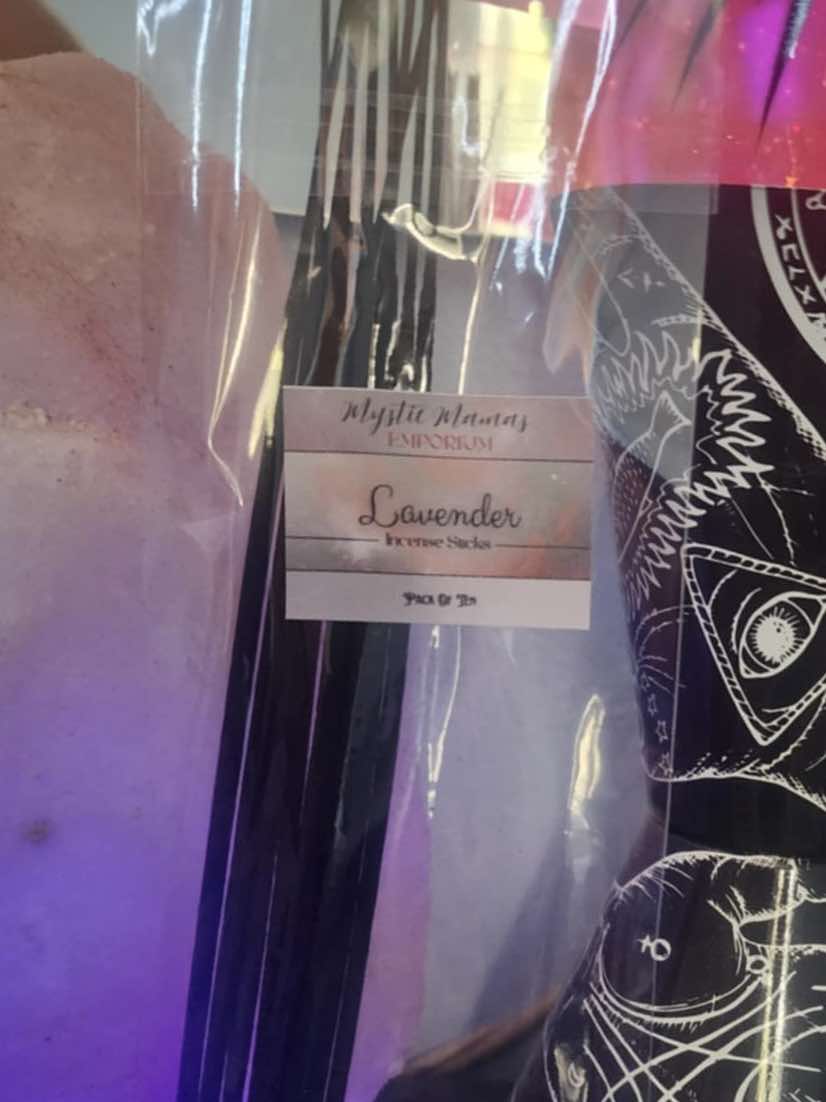 Mystic Mamas
EMPORIUM
Lavender
Incense Sticks
Pack Of Ten